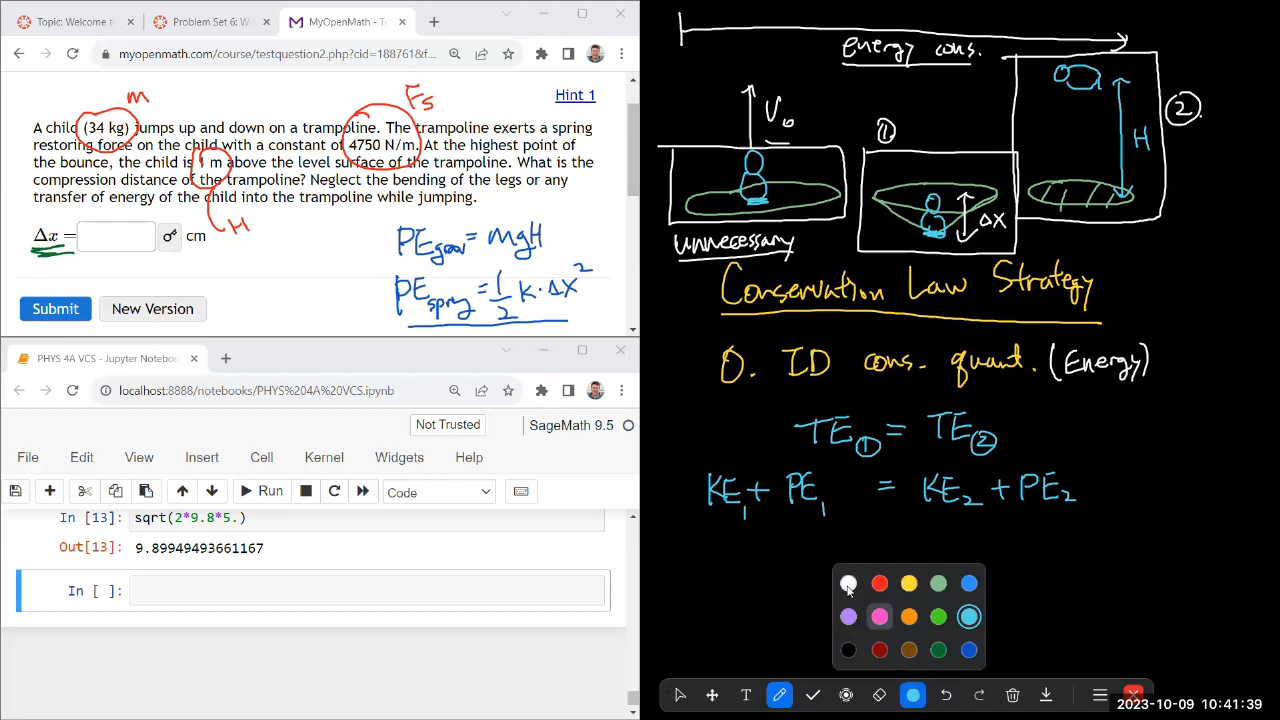 Topic: Welcome t
Problem Set 6: W
MyOpenMath - T
myopenmath.com/course/testquestion2.php?cid=188761&f...
Hint 1
m
Fs
A child (34 kg) jumps up and down on a trampoline. The trampoline exerts a spring
restoring force on the child with a constant of 4750 N/m. At the highest point of
the bounce, the child is 1 m above the level surface of the trampoline. What is the
compression distance of the trampoline? Neglect the bending of the legs or any
transfer of energy of the child into the trampoline while jumping.
H
Δx =
cm
PEgrav = mgH
PEspring = 1/2 k · Δx²
Submit
New Version
PHYS 4A VCS - Jupyter Notebo
localhost:8888/notebooks/PHYS%204A%20VCS.ipynb
Not Trusted
SageMath 9.5
File Edit View Insert Cell Kernel Widgets Help
Run
Code
In [13]: sqrt(2*9.8*5.)
Out[13]: 9.89949493661167
In [ ]:
energy cons.
V₀
①
②
H
Δx
unnecessary
Conservation Law Strategy
0. ID cons. quant. (Energy)
TE① = TE②
KE₁ + PE₁ = KE₂ + PE₂
T
2023-10-09 10:41:39